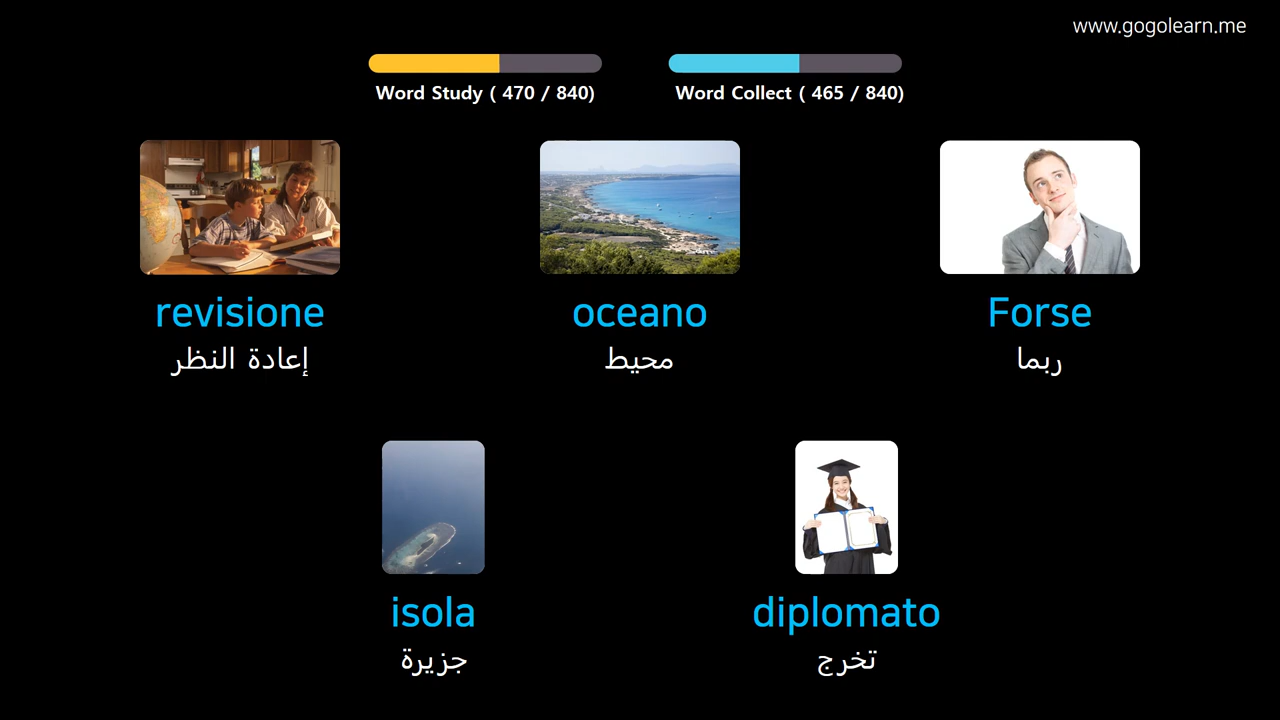 www.gogolearn.me
Word Study ( 470 / 840)
Word Collect ( 465 / 840)
revisione
إعادة النظر
oceano
محيط
Forse
ربما
isola
جزيرة
diplomato
تخرج